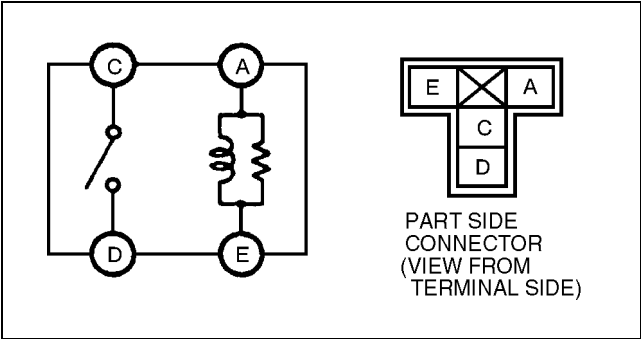 C A
D E
E A
C
D
PART SIDE
CONNECTOR
(VIEW FROM
TERMINAL SIDE)